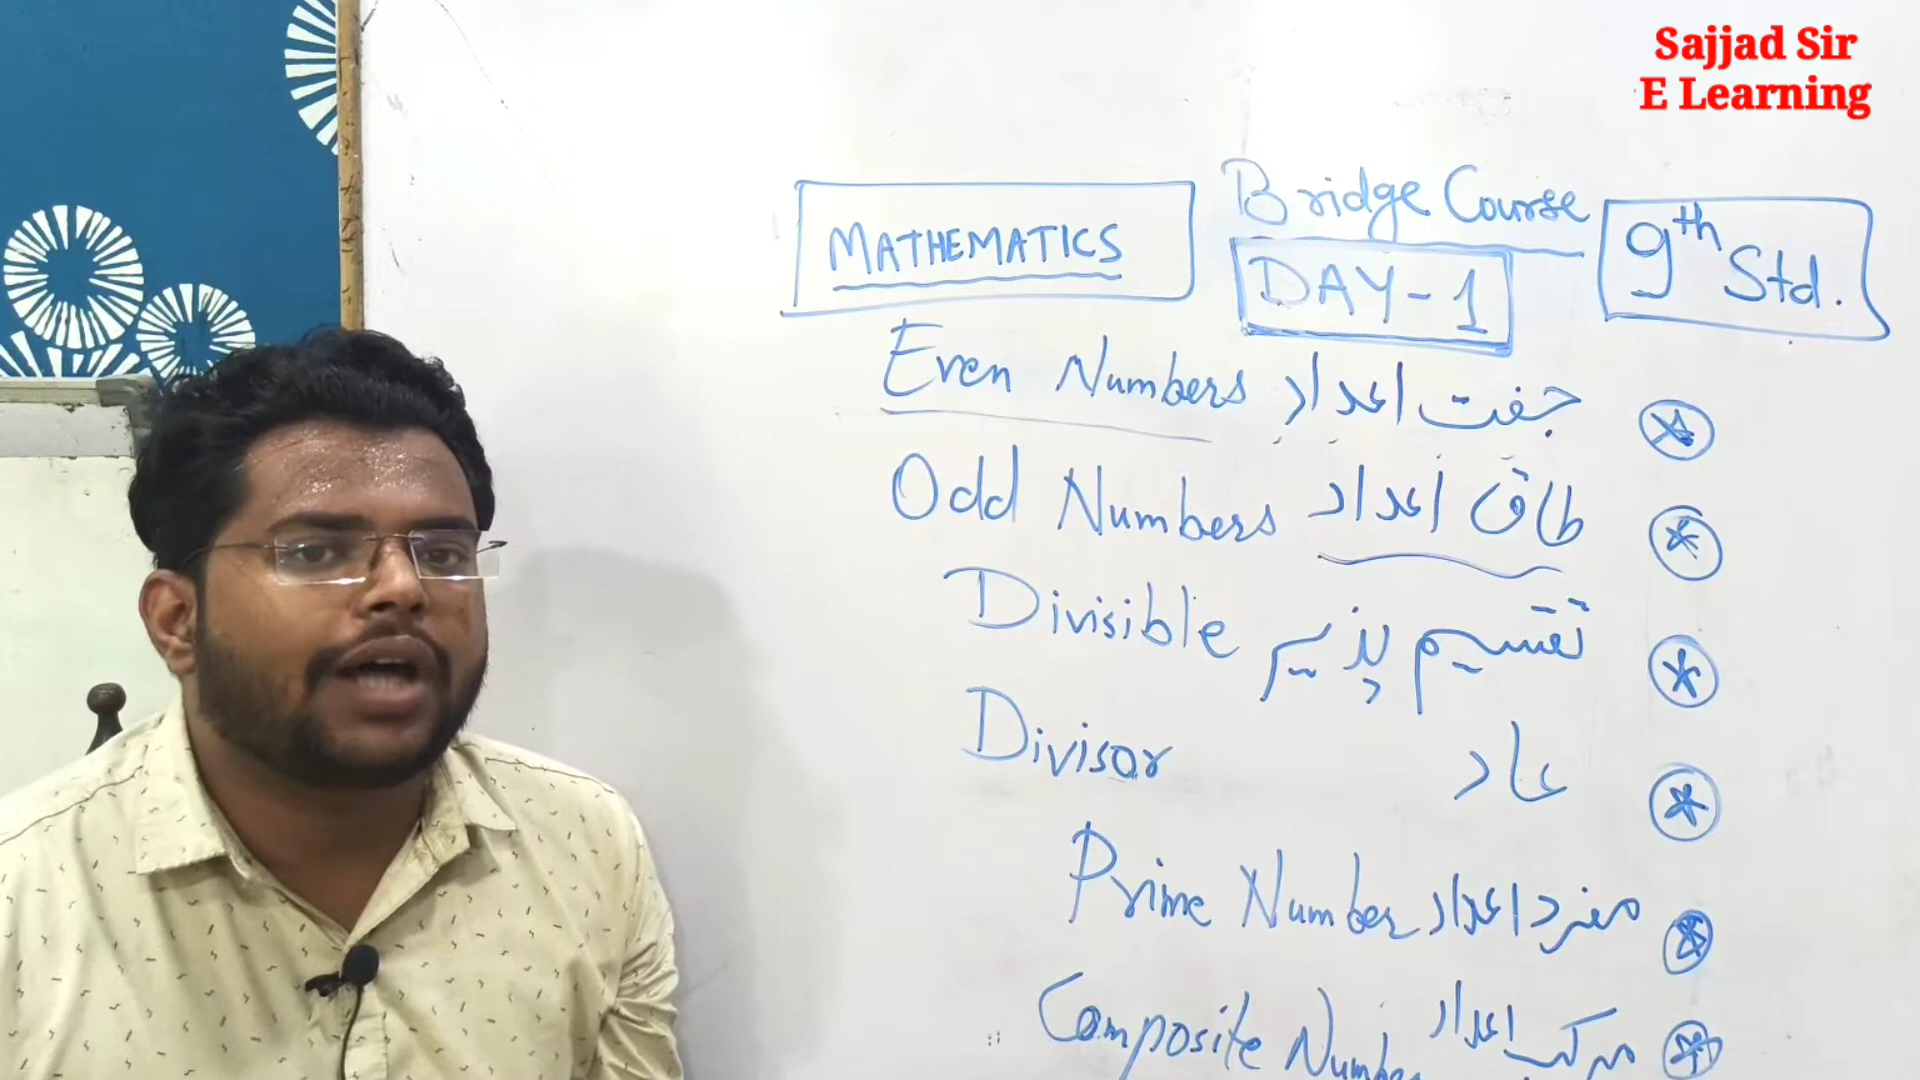 Sajjad Sir
E Learning
Bridge Course
MATHEMATICS
DAY-1
9th Std.
Even Numbers جفت اعداد
Odd Numbers طاق اعداد
Divisible تقسیم پذیر
Divisor عاد
Prime Number مفرد اعداد
Composite Number مرکب اعداد